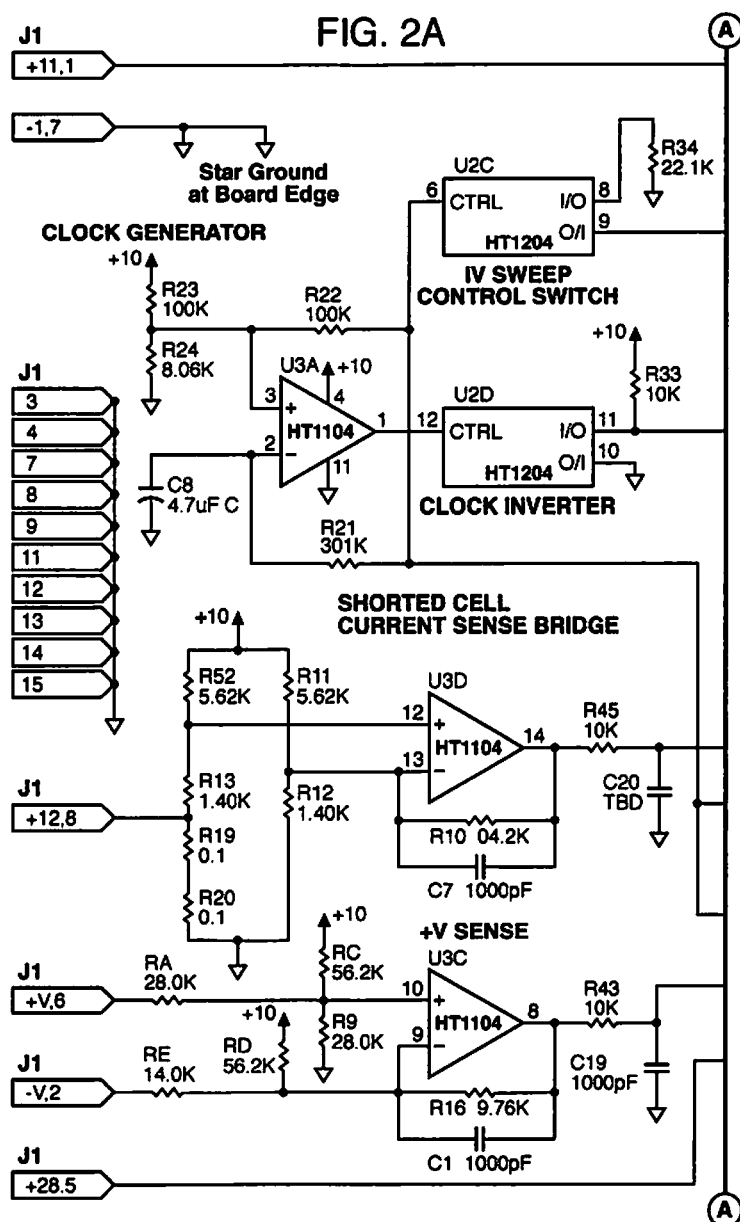 FIG. 2A
A
J1
+11,1
-1,7
Star Ground
at Board Edge
U2C
6
CTRL
I/O
8
O/I
9
HT1204
R34
22.1K
IV SWEEP
CONTROL SWITCH
CLOCK GENERATOR
+10
R23
100K
R24
8.06K
R22
100K
U3A
+10
4
3
+
2
−
HT1104
1
11
C8
4.7uF C
R21
301K
U2D
12
CTRL
I/O
11
O/I
10
HT1204
+10
R33
10K
CLOCK INVERTER
J1
3
4
7
8
9
11
12
13
14
15
SHORTED CELL
CURRENT SENSE BRIDGE
+10
R52
5.62K
R11
5.62K
R13
1.40K
R12
1.40K
R19
0.1
R20
0.1
J1
+12,8
U3D
12
+
13
−
HT1104
14
R45
10K
C20
TBD
R10 04.2K
C7 1000pF
+V SENSE
J1
+V,6
RA
28.0K
+10
RC
56.2K
R9
28.0K
U3C
10
+
9
−
HT1104
8
R43
10K
C19
1000pF
J1
-V,2
RE
14.0K
+10
RD
56.2K
R16 9.76K
C1 1000pF
J1
+28.5
A